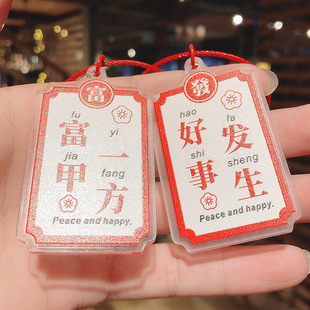 富
fu
富
yi
一
jia
甲
fang
方
Peace and happy.
發
hao
好
fa
发
shi
事
sheng
生
Peace and happy.